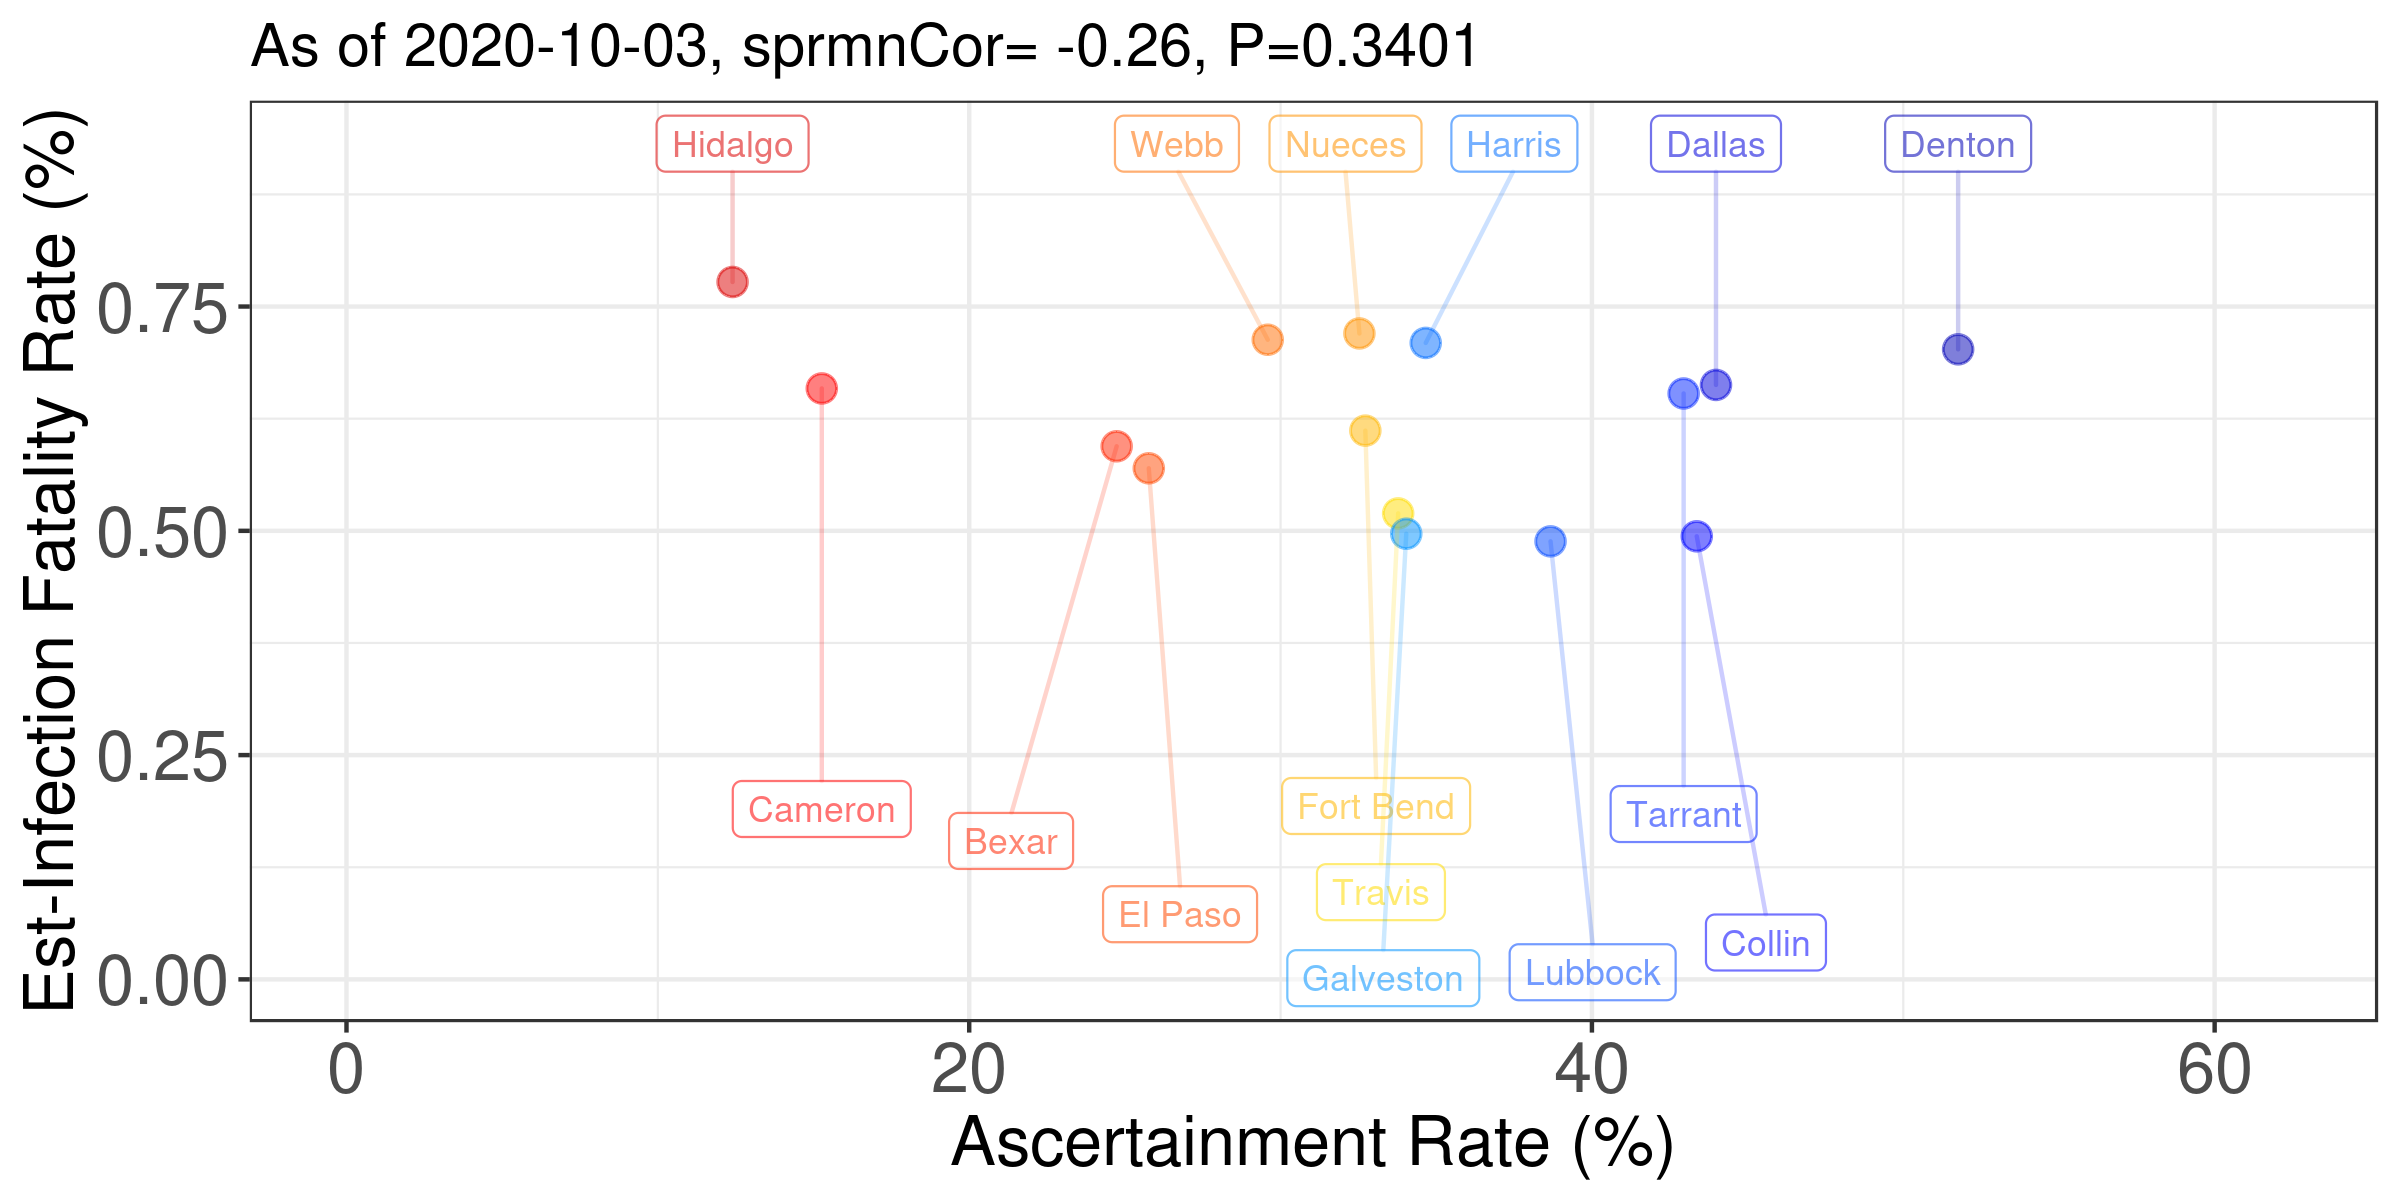 As of 2020-10-03, sprmnCor= -0.26, P=0.3401
Est-Infection Fatality Rate (%)
0.75
0.50
0.25
0.00
Hidalgo
Webb
Nueces
Harris
Dallas
Denton
Cameron
Bexar
El Paso
Fort Bend
Travis
Galveston
Tarrant
Collin
Lubbock
0
20
40
60
Ascertainment Rate (%)